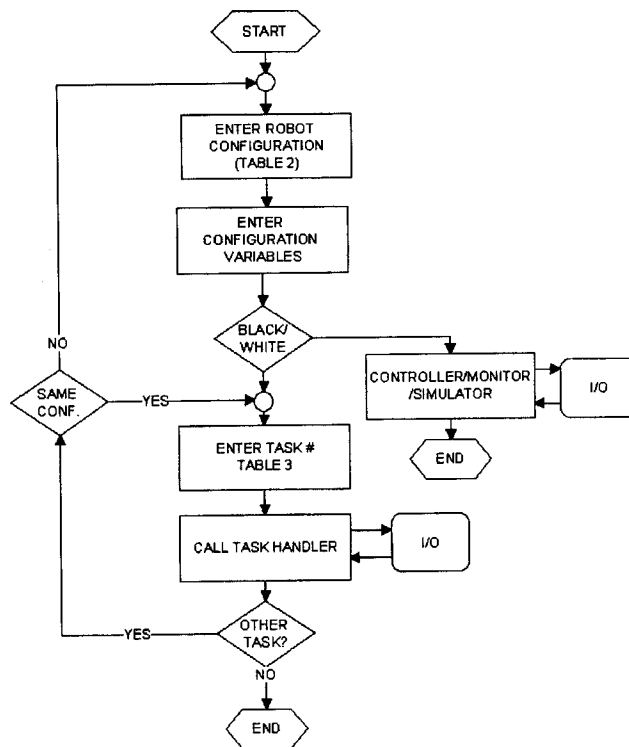 START
ENTER ROBOT
CONFIGURATION
(TABLE 2)
ENTER
CONFIGURATION
VARIABLES
NO
BLACK/
WHITE
CONTROLLER/MONITOR
/SIMULATOR
I/O
SAME
CONF.
YES
ENTER TASK #
TABLE 3
END
CALL TASK HANDLER
I/O
YES
OTHER
TASK?
NO
END